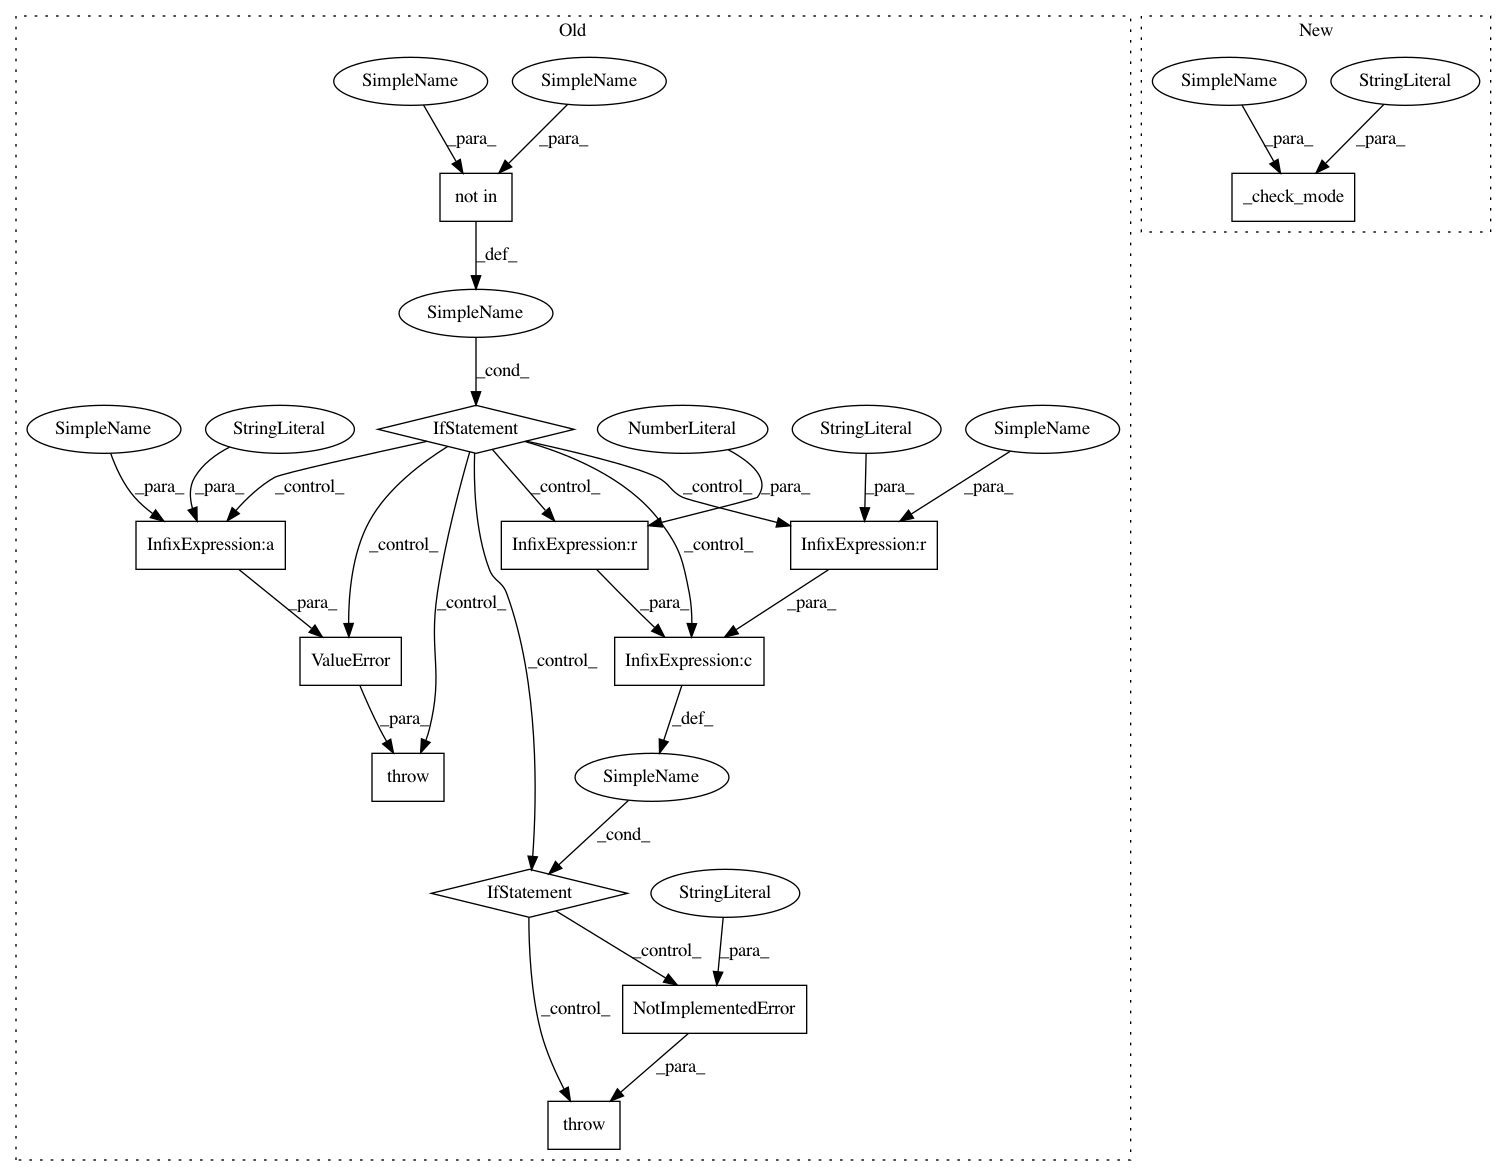 Old
New
SimpleName
SimpleName
SimpleName
StringLiteral
_para_
_para_
_para_
_para_
not in
_check_mode
_def_
SimpleName
_cond_
SimpleName
StringLiteral
IfStatement
NumberLiteral
StringLiteral
SimpleName
_para_
_para_
_control_
_control_
_control_
_para_
_para_
_para_
InfixExpression:a
_control_
InfixExpression:r
_control_
InfixExpression:r
_para_
_control_
_para_
_para_
ValueError
_control_
InfixExpression:c
_para_
_def_
throw
SimpleName
_cond_
IfStatement
StringLiteral
_control_
_para_
_control_
NotImplementedError
_para_
throw